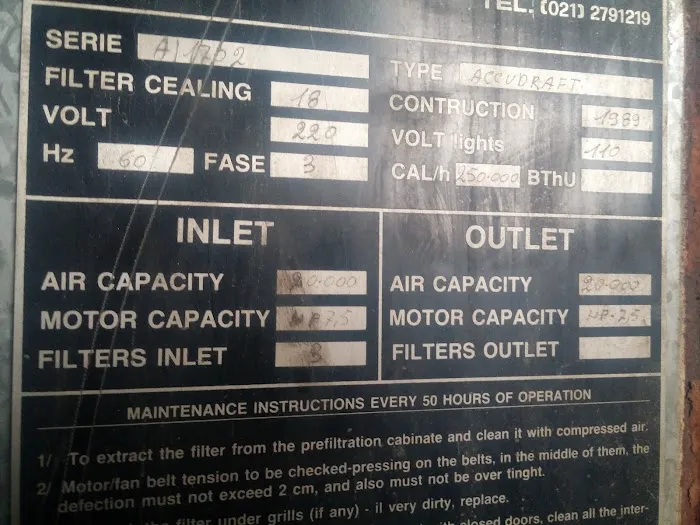 TEL. (021) 2791219
SERIE A11762
TYPE ACCUDRAFT
FILTER CEALING 18
CONTRUCTION 1989
VOLT 220
VOLT lights 110
Hz 60 FASE 3
CAL/h 250.000 BThU
INLET
AIR CAPACITY 20.000
MOTOR CAPACITY HP 7,5
FILTERS INLET 3
OUTLET
AIR CAPACITY 20.000
MOTOR CAPACITY HP-7,5
FILTERS OUTLET
MAINTENANCE INSTRUCTIONS EVERY 50 HOURS OF OPERATION
1/ To extract the filter from the prefiltration cabinate and clean it with compressed air.
2/ Motor/fan belt tension to be checked-pressing on the belts, in the middle of them, the
defection must not exceed 2 cm, and also must not be over tinght.
filter under grills (if any) - il very dirty, replace.
closed doors, clean all the inter-